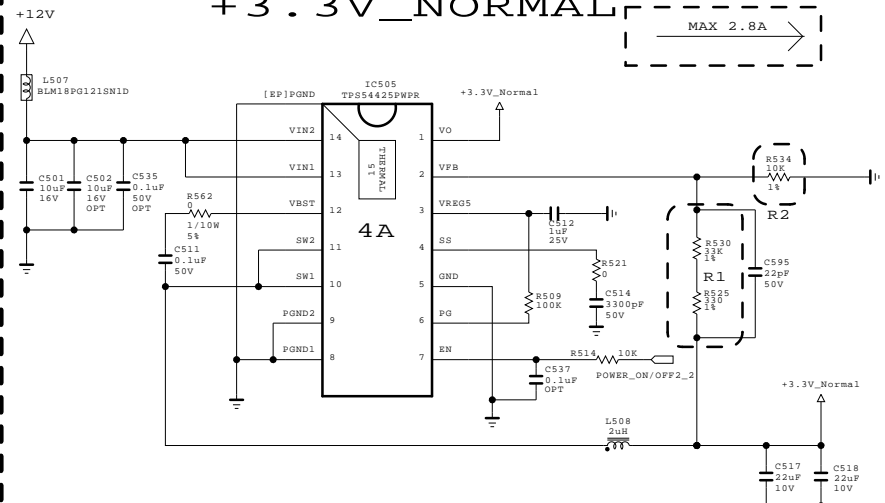 +3.3V_NORMAL
+12V
MAX 2.8A
L507
BLM18PG121SN1D
[EP]PGND
IC505
TPS54425PWPR
+3.3V_Normal
VIN2
14
1
VO
THERMAL
15
R534
10K
1%
R2
VIN1
13
2
VFB
C501
10uF
16V
C502
10uF
16V
OPT
C535
0.1uF
50V
OPT
R562
0
1/10W
5%
VBST
12
3
VREG5
4A
C512
1uF
25V
C511
0.1uF
50V
SW2
11
4
SS
R521
0
R530
33K
1%
R1
R525
330
1%
C595
22pF
50V
SW1
10
5
GND
R509
100K
C514
3300pF
50V
PGND2
9
6
PG
PGND1
8
7
EN
R514
10K
POWER_ON/OFF2_2
C537
0.1uF
OPT
+3.3V_Normal
L508
2uH
C517
22uF
10V
C518
22uF
10V